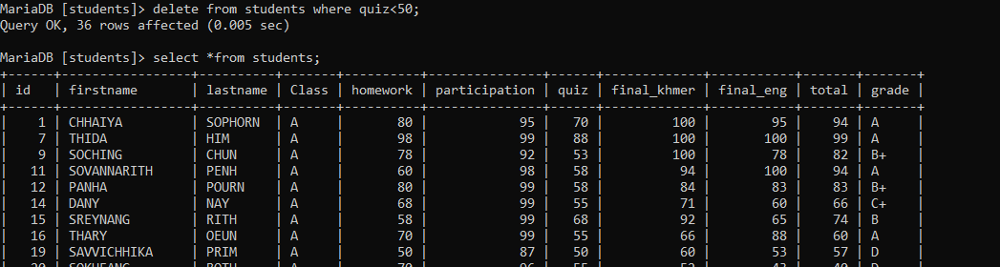 MariaDB [students]> delete from students where quiz<50;
Query OK, 36 rows affected (0.005 sec)
MariaDB [students]> select *from students;
+------+-----------------+----------+-------+----------+---------------+------+-------------+-----------+-------+-------+
| id | firstname | lastname | Class | homework | participation | quiz | final_khmer | final_eng | total | grade |
+------+-----------------+----------+-------+----------+---------------+------+-------------+-----------+-------+-------+
| 1 | CHHAIYA | SOPHORN | A | 80 | 95 | 70 | 100 | 95 | 94 | A |
| 7 | THIDA | HIM | A | 98 | 99 | 88 | 100 | 100 | 99 | A |
| 9 | SOCHING | CHUN | A | 78 | 92 | 53 | 100 | 78 | 82 | B+ |
| 11 | SOVANNARITH | PENH | A | 60 | 98 | 58 | 94 | 100 | 94 | A |
| 12 | PANHA | POURN | A | 80 | 99 | 58 | 84 | 83 | 83 | B+ |
| 14 | DANY | NAY | A | 68 | 99 | 55 | 71 | 60 | 66 | C+ |
| 15 | SREYNANG | RITH | A | 58 | 99 | 68 | 92 | 65 | 74 | B |
| 16 | THARY | OEUN | A | 70 | 99 | 55 | 66 | 88 | 60 | A |
| 19 | SAVVICHHIKA | PRIM | A | 50 | 87 | 50 | 60 | 53 | 57 | D |